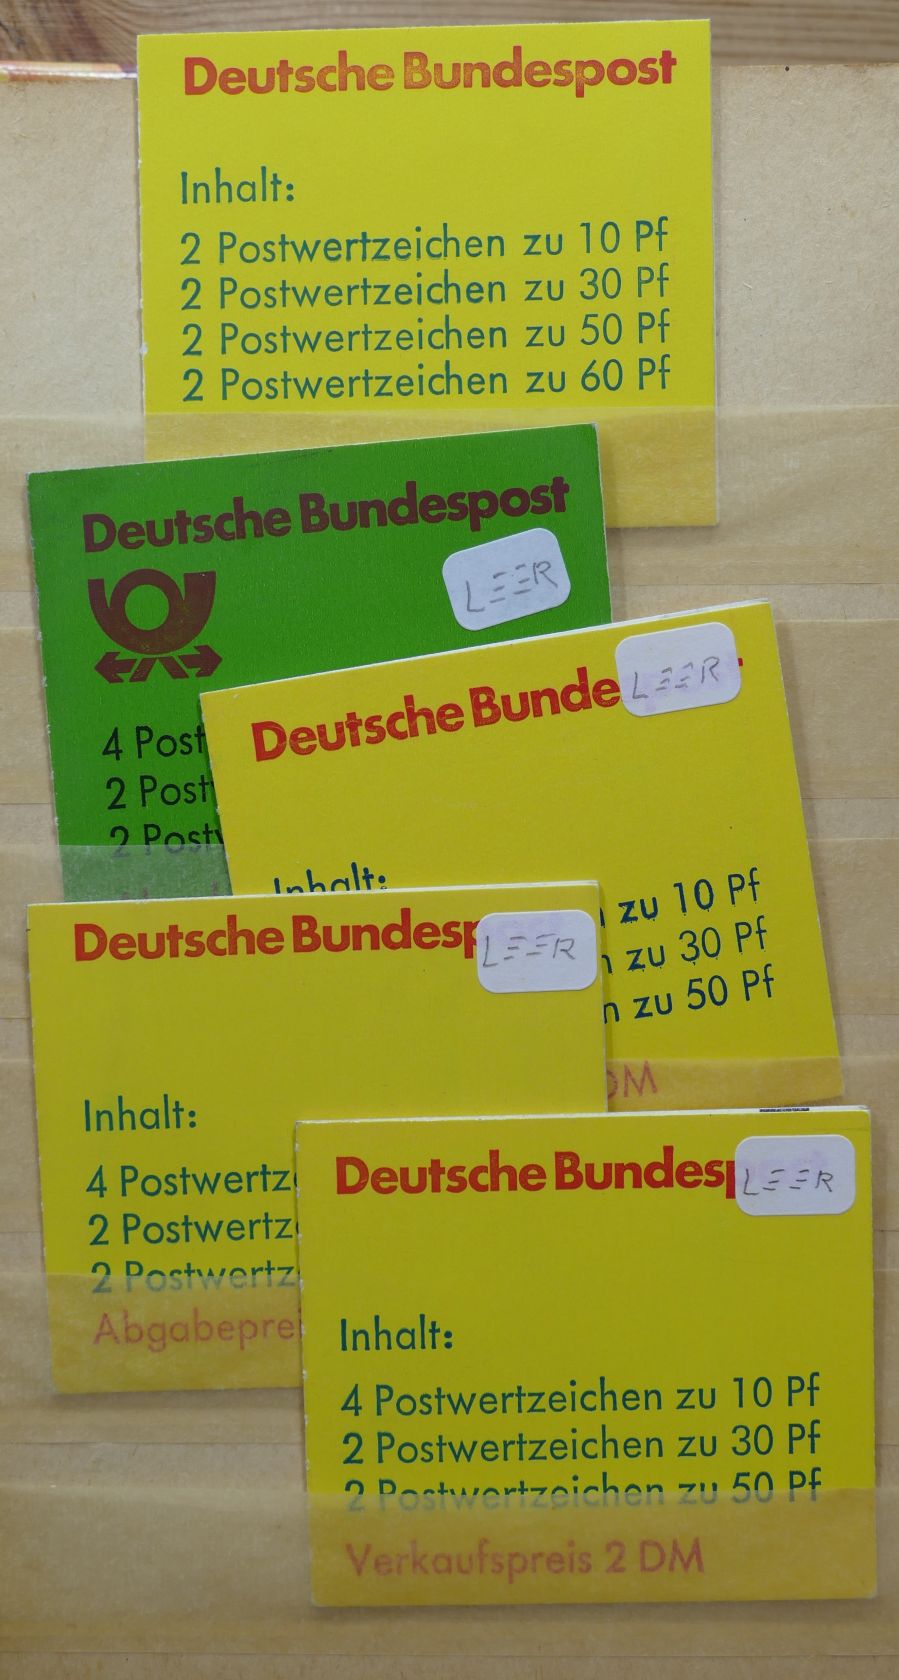 Deutsche Bundespost
Inhalt:
2 Postwertzeichen zu 10 Pf
2 Postwertzeichen zu 30 Pf
2 Postwertzeichen zu 50 Pf
2 Postwertzeichen zu 60 Pf
Deutsche Bundespost
LEER
4 Post
2 Post
2 Postw
Deutsche Bunde
LEER
Inhalt:
zu 10 Pf
n zu 30 Pf
n zu 50 Pf
DM
Deutsche Bundesp
LEER
Inhalt:
4 Postwertz
2 Postwertz
2 Postwertz
Abgabeprei
Deutsche Bundesp
LEER
Inhalt:
4 Postwertzeichen zu 10 Pf
2 Postwertzeichen zu 30 Pf
2 Postwertzeichen zu 50 Pf
Verkaufspreis 2 DM